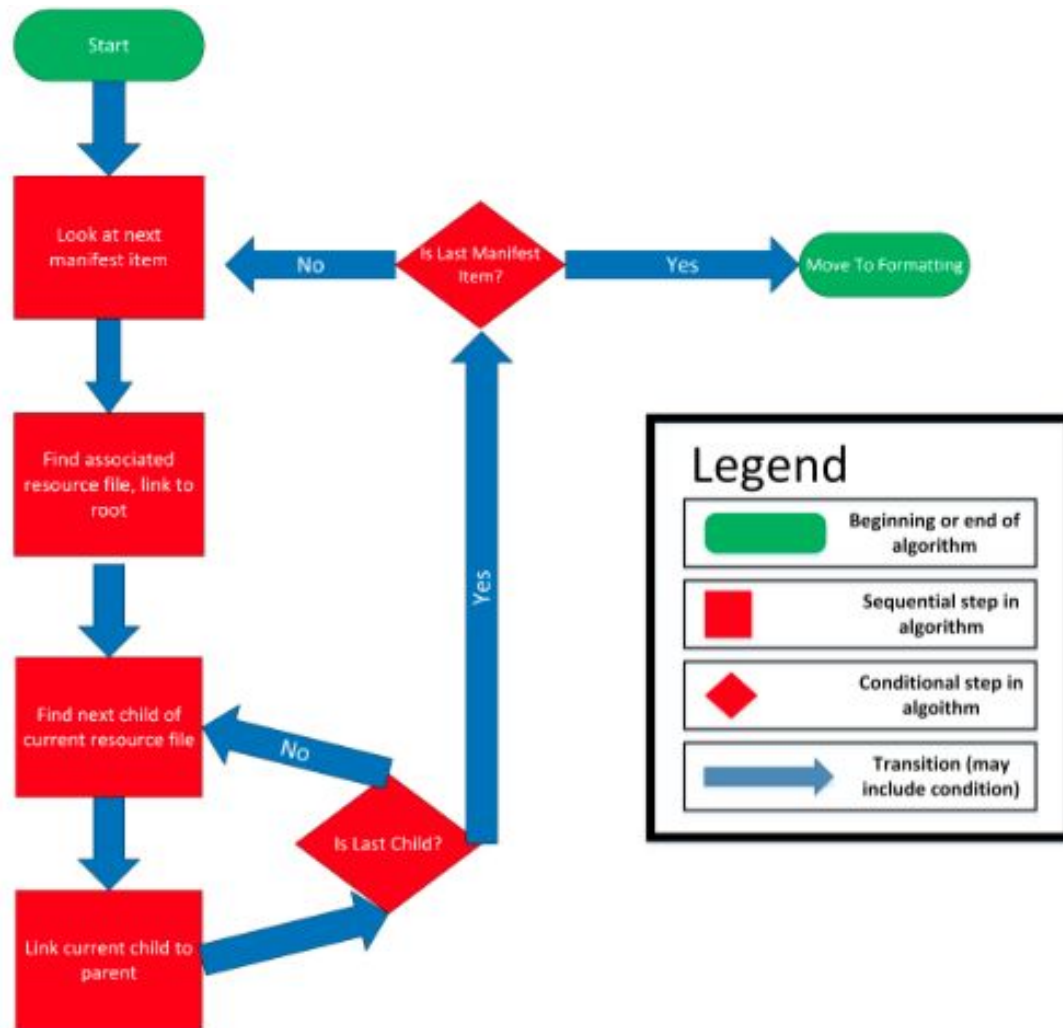 Start
Look at next
manifest item
Is Last Manifest
Item?
No
Yes
Move To Formatting
Find associated
resource file, link to
root
Find next child of
current resource file
No
Is Last Child?
Yes
Link current child to
parent
Legend
Beginning or end of
algorithm
Sequential step in
algorithm
Conditional step in
algoithm
Transition (may
include condition)